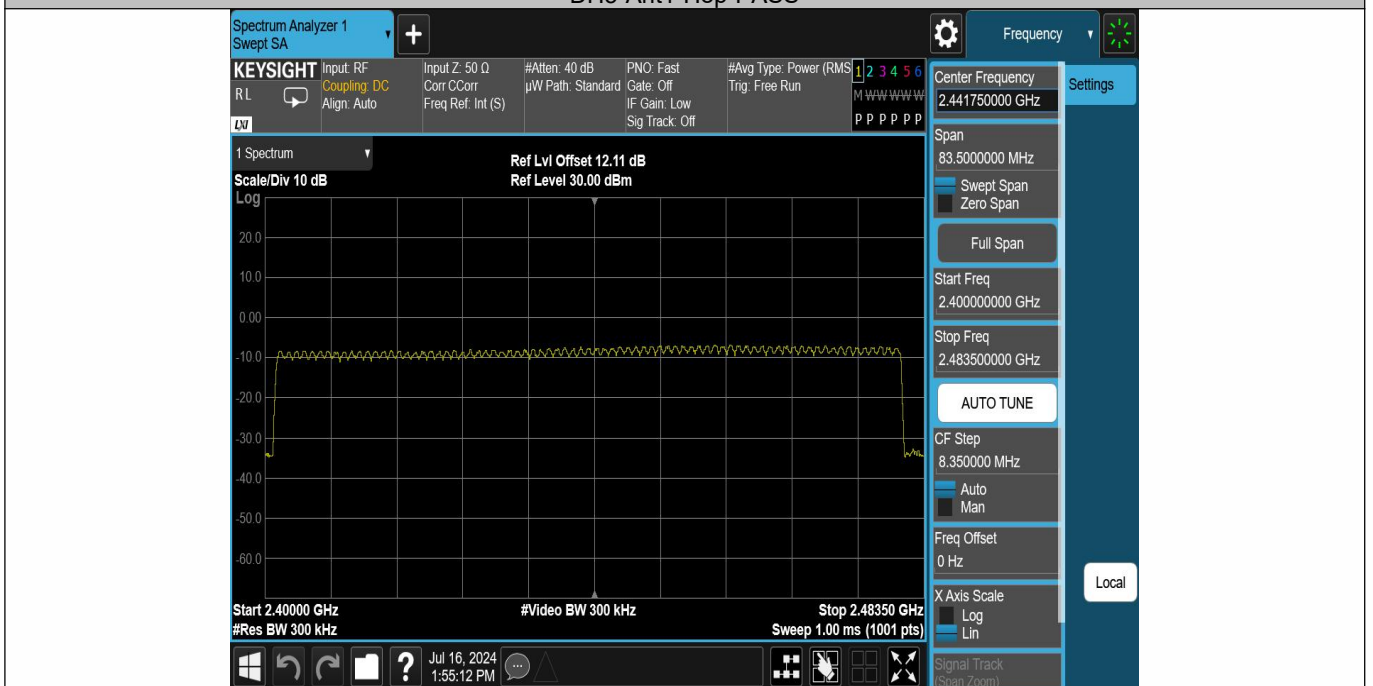 Spectrum Analyzer 1
Swept SA
+
Frequency
KEYSIGHT
RL
LXI
Input: RF
Coupling: DC
Align: Auto
Input Z: 50 Ω
Corr CCorr
Freq Ref: Int (S)
#Atten: 40 dB
µW Path: Standard
PNO: Fast
Gate: Off
IF Gain: Low
Sig Track: Off
#Avg Type: Power (RMS
Trig: Free Run
1 2 3 4 5 6
M W W W W W
P P P P P P
1 Spectrum
Scale/Div 10 dB
Log
Ref Lvl Offset 12.11 dB
Ref Level 30.00 dBm
20.0
10.0
0.00
-10.0
-20.0
-30.0
-40.0
-50.0
-60.0
Start 2.40000 GHz
#Res BW 300 kHz
#Video BW 300 kHz
Stop 2.48350 GHz
Sweep 1.00 ms (1001 pts)
Center Frequency
2.441750000 GHz
Settings
Span
83.5000000 MHz
Swept Span
Zero Span
Full Span
Start Freq
2.400000000 GHz
Stop Freq
2.483500000 GHz
AUTO TUNE
CF Step
8.350000 MHz
Auto
Man
Freq Offset
0 Hz
X Axis Scale
Log
Lin
Signal Track
(Span Zoom)
Local
?
Jul 16, 2024
1:55:12 PM